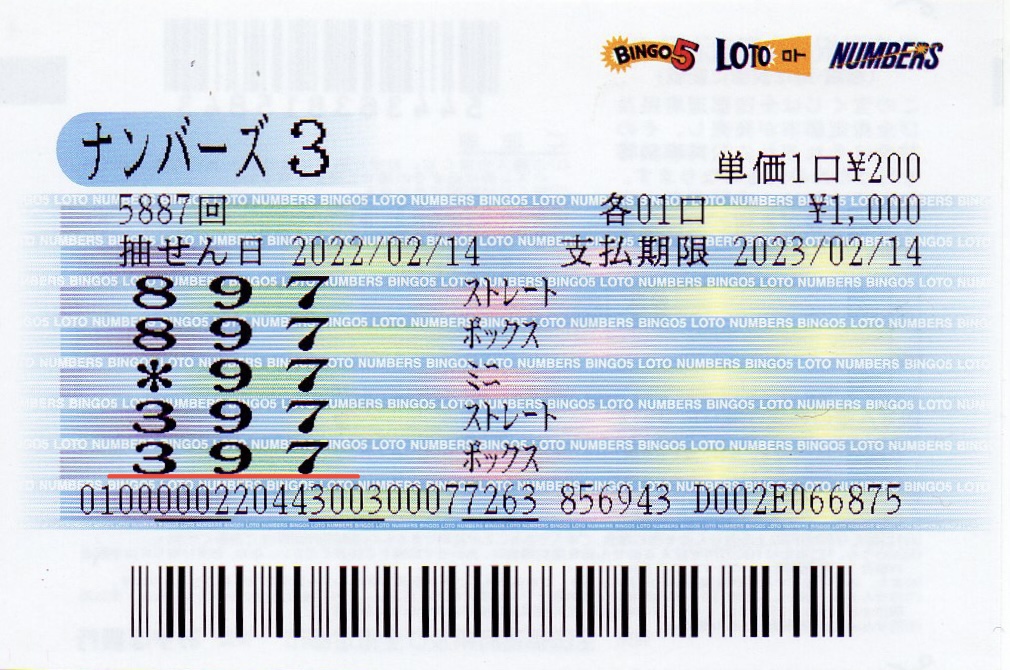 BINGO5 LOTO NUMBERS
ナンバーズ3
単価1口¥200
5887回 各01口 ¥1,000
抽せん日 2022/02/14 支払期限 2023/02/14
897 ストレート
897 ボックス
*97 ミニ
397 ストレート
397 ボックス
010000022044300300077263 856943 D002E066875